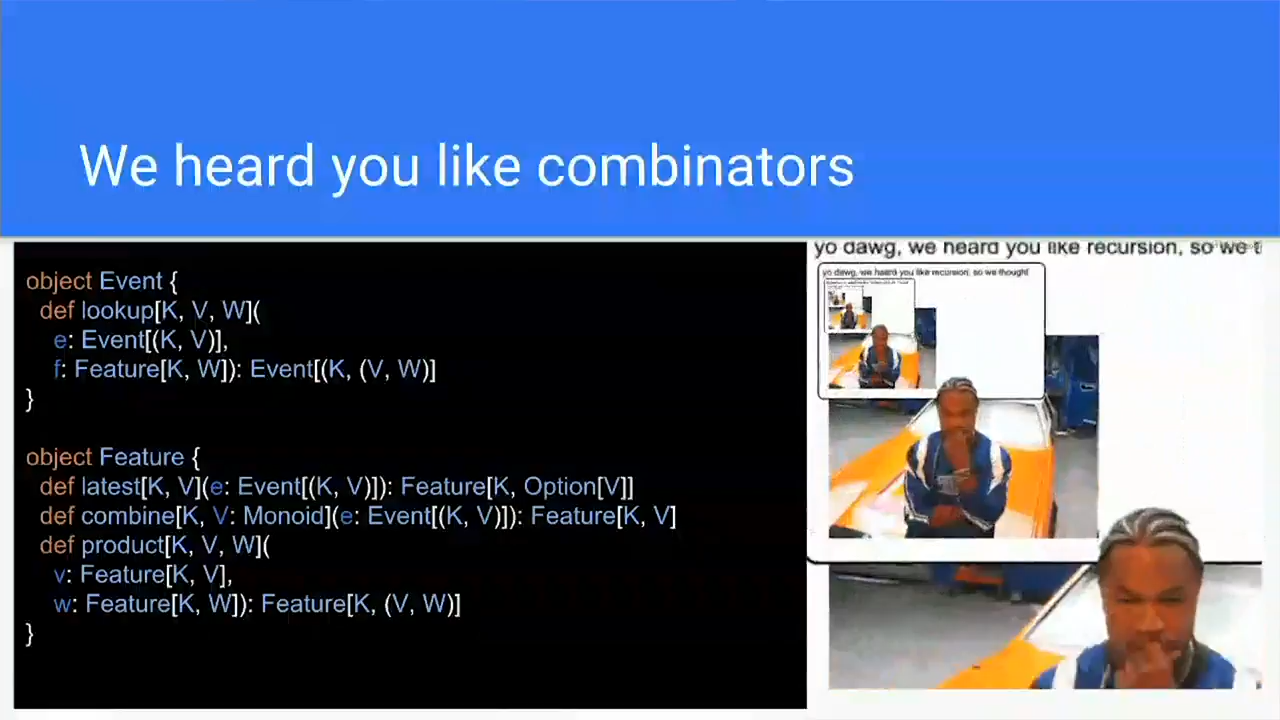 We heard you like combinators
object Event {
def lookup[K, V, W](
e: Event[(K, V)],
f: Feature[K, W]): Event[(K, (V, W)]
}
object Feature {
def latest[K, V](e: Event[(K, V)]): Feature[K, Option[V]]
def combine[K, V: Monoid](e: Event[(K, V)]): Feature[K, V]
def product[K, V, W](
v: Feature[K, V],
w: Feature[K, W]): Feature[K, (V, W)]
}
yo dawg, we heard you like recursion, so we t
yo dawg, we heard you like recursion, so we thought